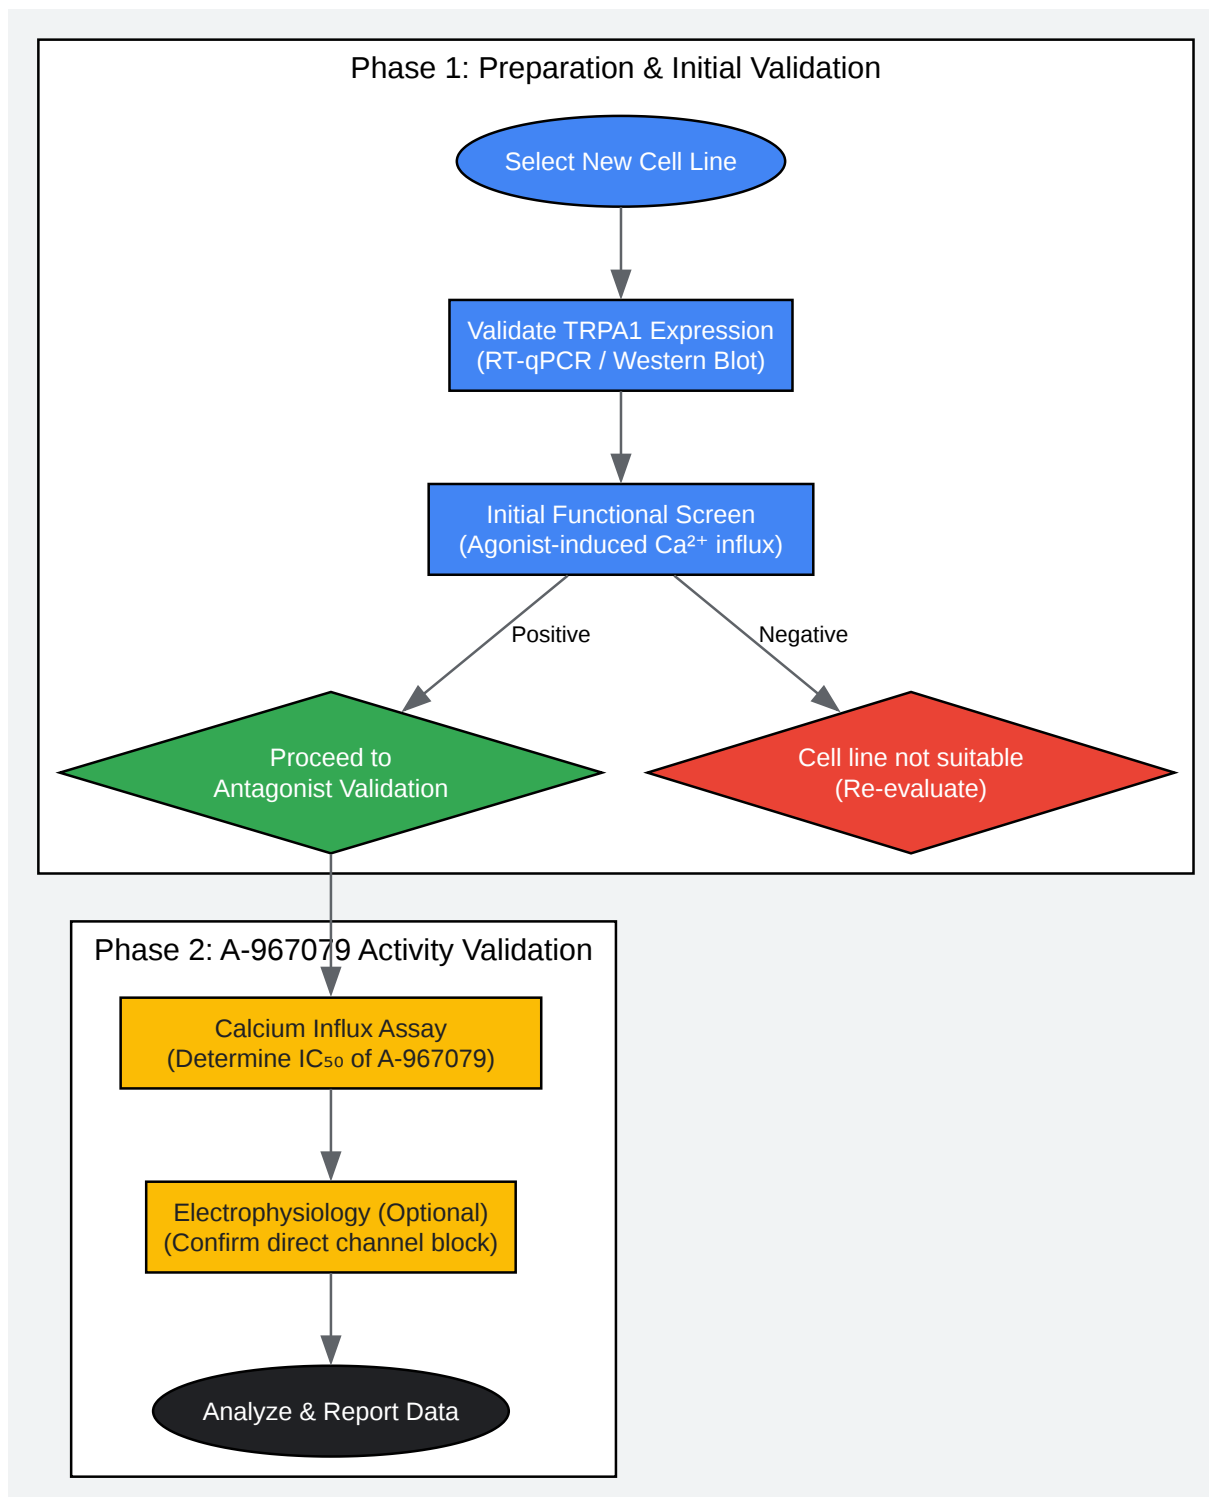 Phase 1: Preparation & Initial Validation
Select New Cell Line
Validate TRPA1 Expression
(RT-qPCR / Western Blot)
Initial Functional Screen
(Agonist-induced Ca²⁺ influx)
Positive
Negative
Proceed to
Antagonist Validation
Cell line not suitable
(Re-evaluate)
Phase 2: A-967079 Activity Validation
Calcium Influx Assay
(Determine IC₅₀ of A-967079)
Electrophysiology (Optional)
(Confirm direct channel block)
Analyze & Report Data